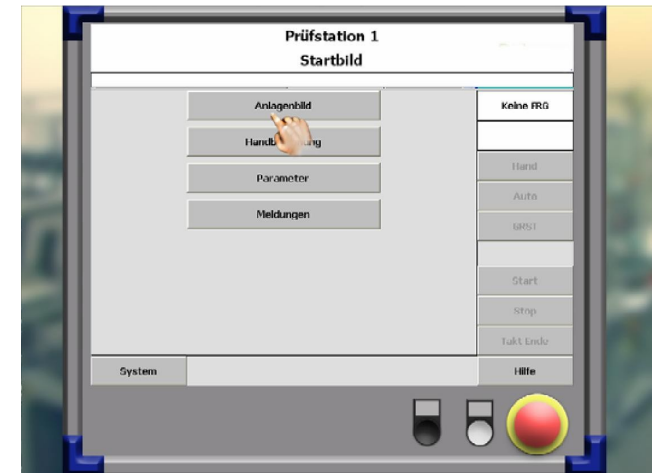 Prüfstation 1
Startbild
Anlagenbild
Keine FRG
Parameter
Hand
Auto
GRST
Meldungen
Start
Stop
Takt Ende
System
Hilfe